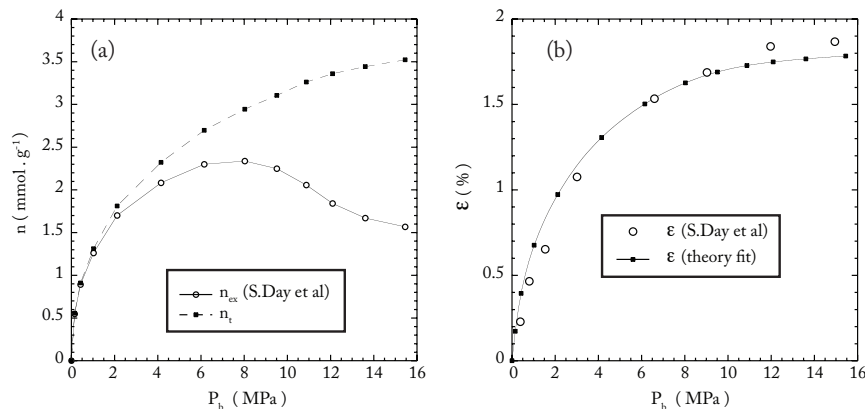 (a)
4
3.5
3
2.5
2
1.5
1
0.5
0
n ( mmol . g⁻¹)
n_ex (S.Day et al)
n_t
0 2 4 6 8 10 12 14 16
P_b ( MPa)
(b)
2
1.5
1
0.5
0
ε (%)
ε (S.Day et al)
ε (theory fit)
0 2 4 6 8 10 12 14 16
P_b ( MPa)